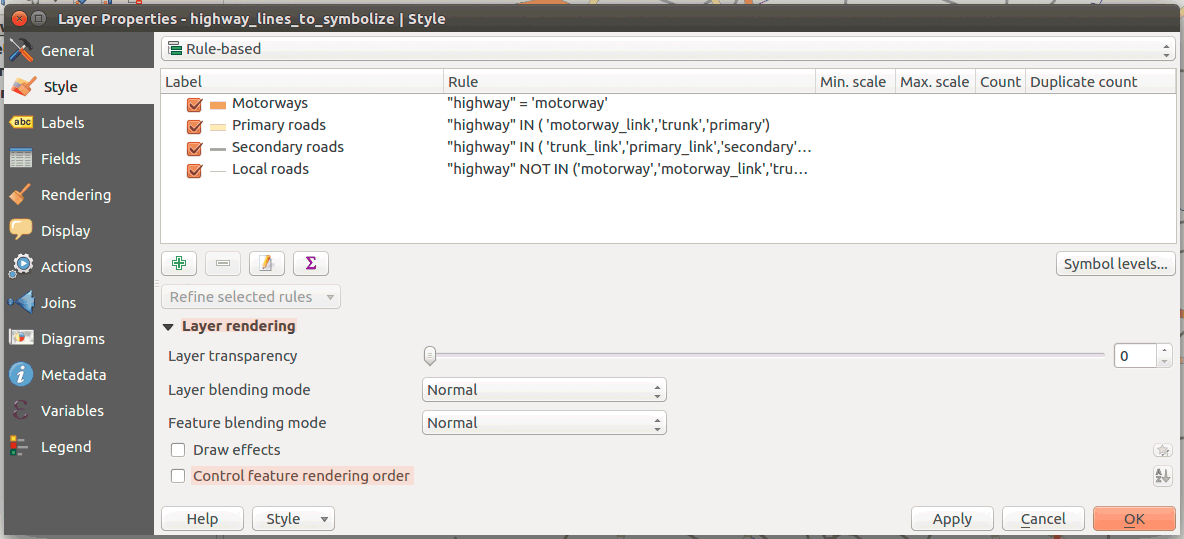 Layer Properties - highway_lines_to_symbolize | Style
General
Style
Labels
Fields
Rendering
Display
Actions
Joins
Diagrams
Metadata
Variables
Legend
abc
Rule-based
Label Rule Min. scale Max. scale Count Duplicate count
Motorways "highway" = 'motorway'
Primary roads "highway" IN ( 'motorway_link','trunk','primary')
Secondary roads "highway" IN ( 'trunk_link','primary_link','secondary'...
Local roads "highway" NOT IN ('motorway','motorway_link','tru...
Σ
Symbol levels...
Refine selected rules
Layer rendering
Layer transparency 0
Layer blending mode Normal
Feature blending mode Normal
Draw effects
Control feature rendering order
Help Style Apply Cancel OK